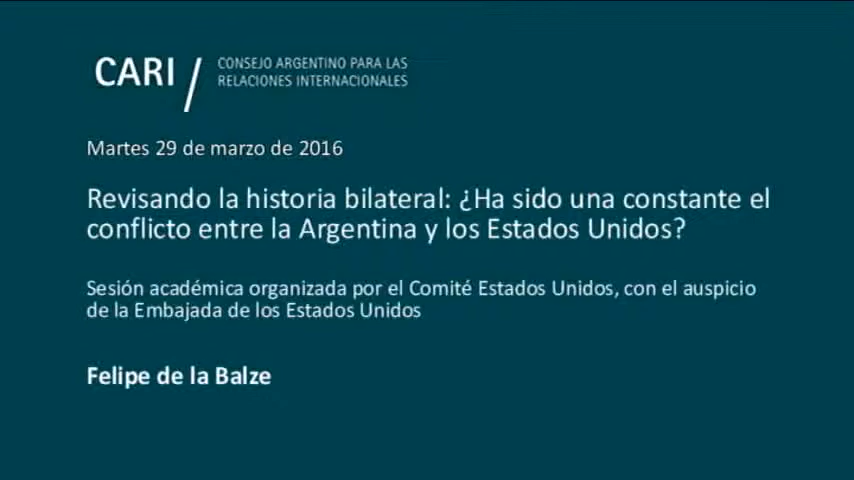 CARI / CONSEJO ARGENTINO PARA LAS
RELACIONES INTERNACIONALES
Martes 29 de marzo de 2016
Revisando la historia bilateral: ¿Ha sido una constante el
conflicto entre la Argentina y los Estados Unidos?
Sesión académica organizada por el Comité Estados Unidos, con el auspicio
de la Embajada de los Estados Unidos
Felipe de la Balze